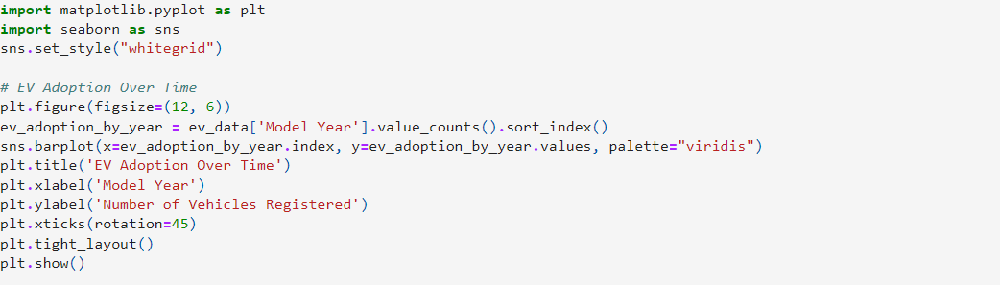 import matplotlib.pyplot as plt
import seaborn as sns
sns.set_style("whitegrid")
# EV Adoption Over Time
plt.figure(figsize=(12, 6))
ev_adoption_by_year = ev_data['Model Year'].value_counts().sort_index()
sns.barplot(x=ev_adoption_by_year.index, y=ev_adoption_by_year.values, palette="viridis")
plt.title('EV Adoption Over Time')
plt.xlabel('Model Year')
plt.ylabel('Number of Vehicles Registered')
plt.xticks(rotation=45)
plt.tight_layout()
plt.show()